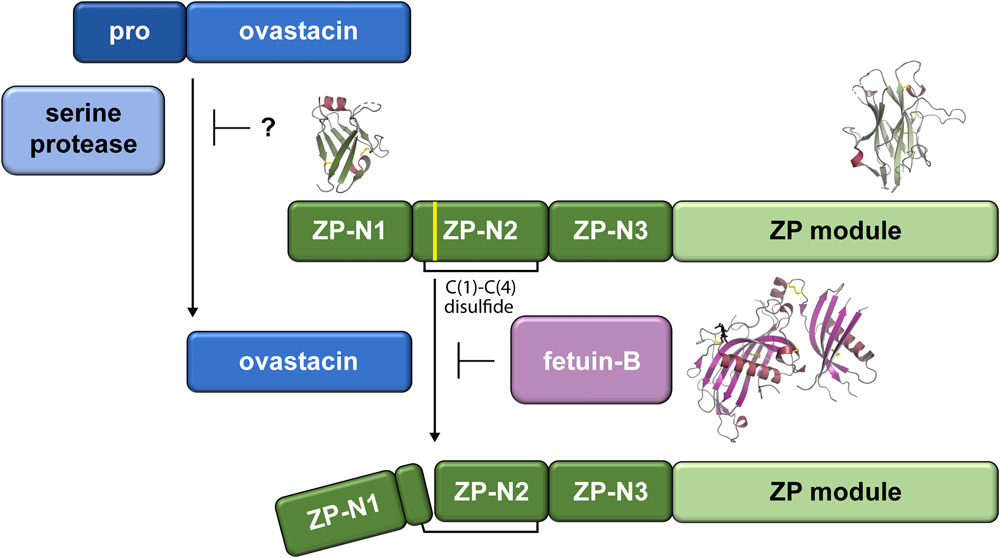 pro
ovastacin
serine
protease
?
ZP-N1
ZP-N2
ZP-N3
ZP module
C(1)-C(4)
disulfide
ovastacin
fetuin-B
ZP-N1
ZP-N2
ZP-N3
ZP module